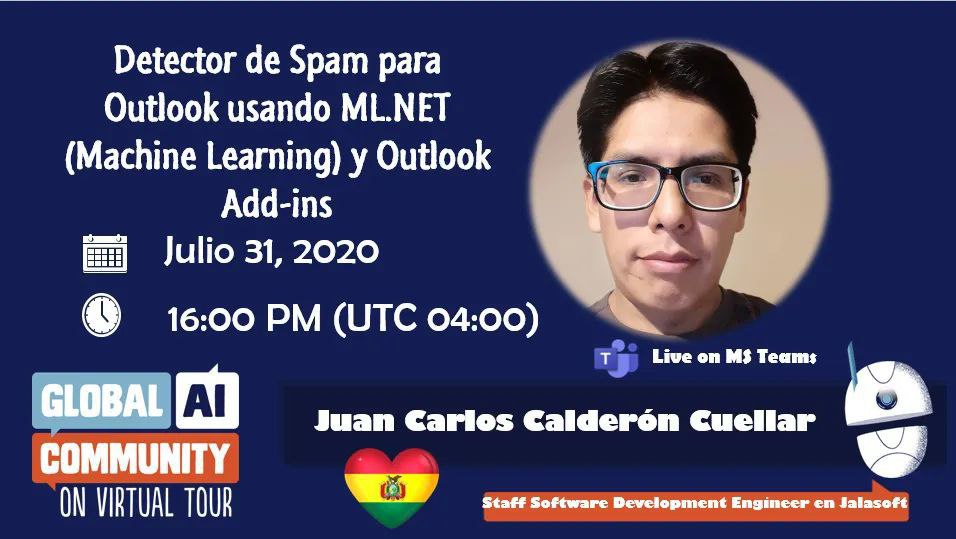 Detector de Spam para
Outlook usando ML.NET
(Machine Learning) y Outlook
Add-ins
Julio 31, 2020
16:00 PM (UTC 04:00)
Live on MS Teams
GLOBAL AI
COMMUNITY
ON VIRTUAL TOUR
Juan Carlos Calderón Cuellar
Staff Software Development Engineer en Jalasoft